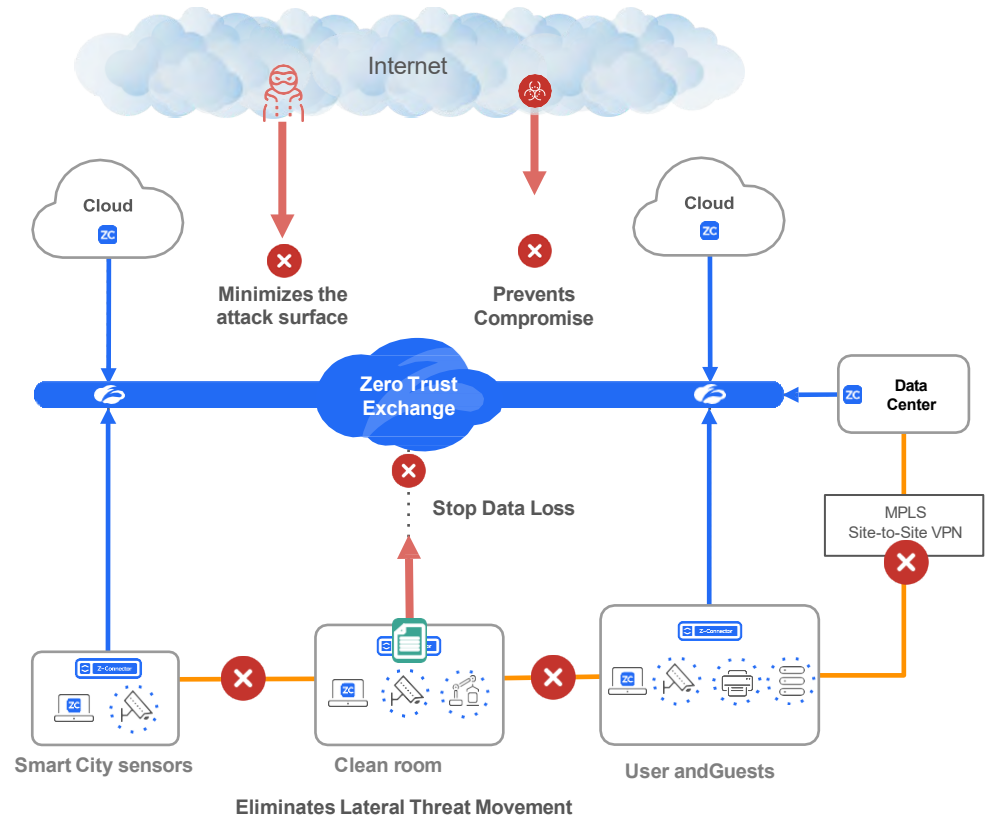 Internet
Cloud
ZC
Cloud
ZC
Minimizes the
attack surface
Prevents
Compromise
Zero Trust
Exchange
ZC
Data
Center
Stop Data Loss
MPLS
Site-to-Site VPN
Z-Connector
ZC
Smart City sensors
ector
ZC
Clean room
Z-Connector
ZC
User andGuests
Eliminates Lateral Threat Movement